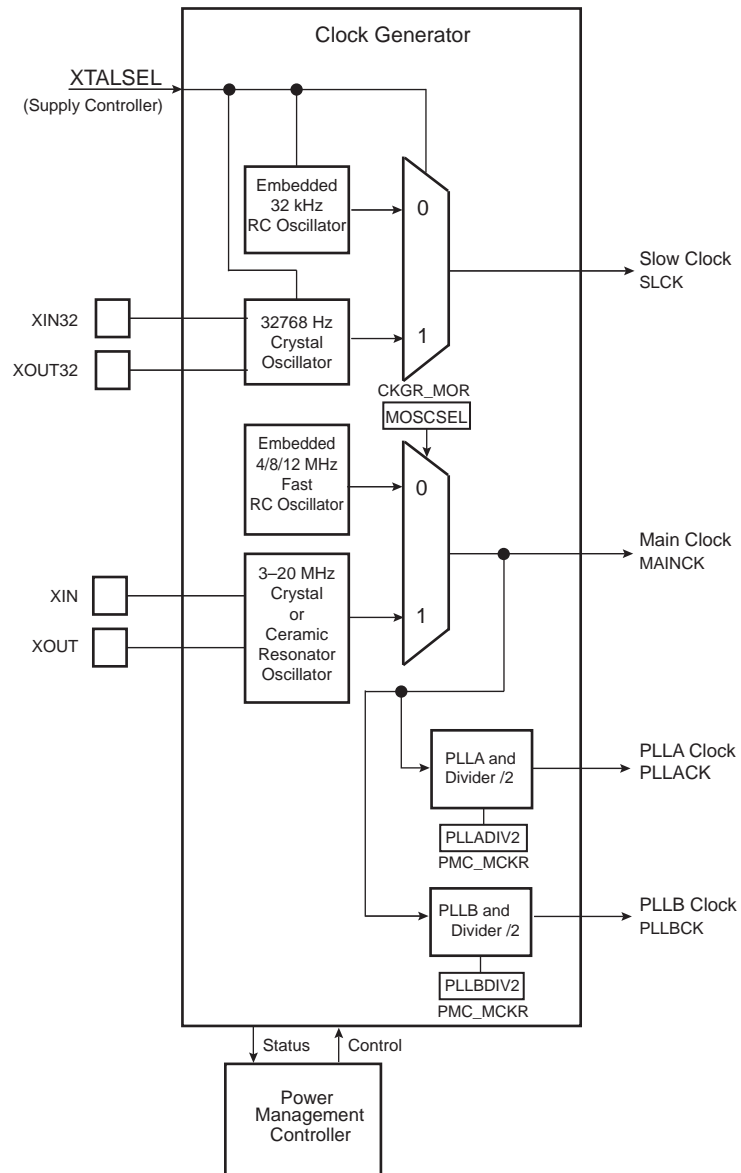 Clock Generator
XTALSEL
(Supply Controller)
Embedded
32 kHz
RC Oscillator
0
Slow Clock
SLCK
XIN32
32768 Hz
Crystal
Oscillator
1
XOUT32
CKGR_MOR
MOSCSEL
Embedded
4/8/12 MHz
Fast
RC Oscillator
0
Main Clock
MAINCK
XIN
3–20 MHz
Crystal
or
Ceramic
Resonator
Oscillator
1
XOUT
PLLA and
Divider /2
PLLA Clock
PLLACK
PLLADIV2
PMC_MCKR
PLLB and
Divider /2
PLLB Clock
PLLBCK
PLLBDIV2
PMC_MCKR
Status
Control
Power
Management
Controller